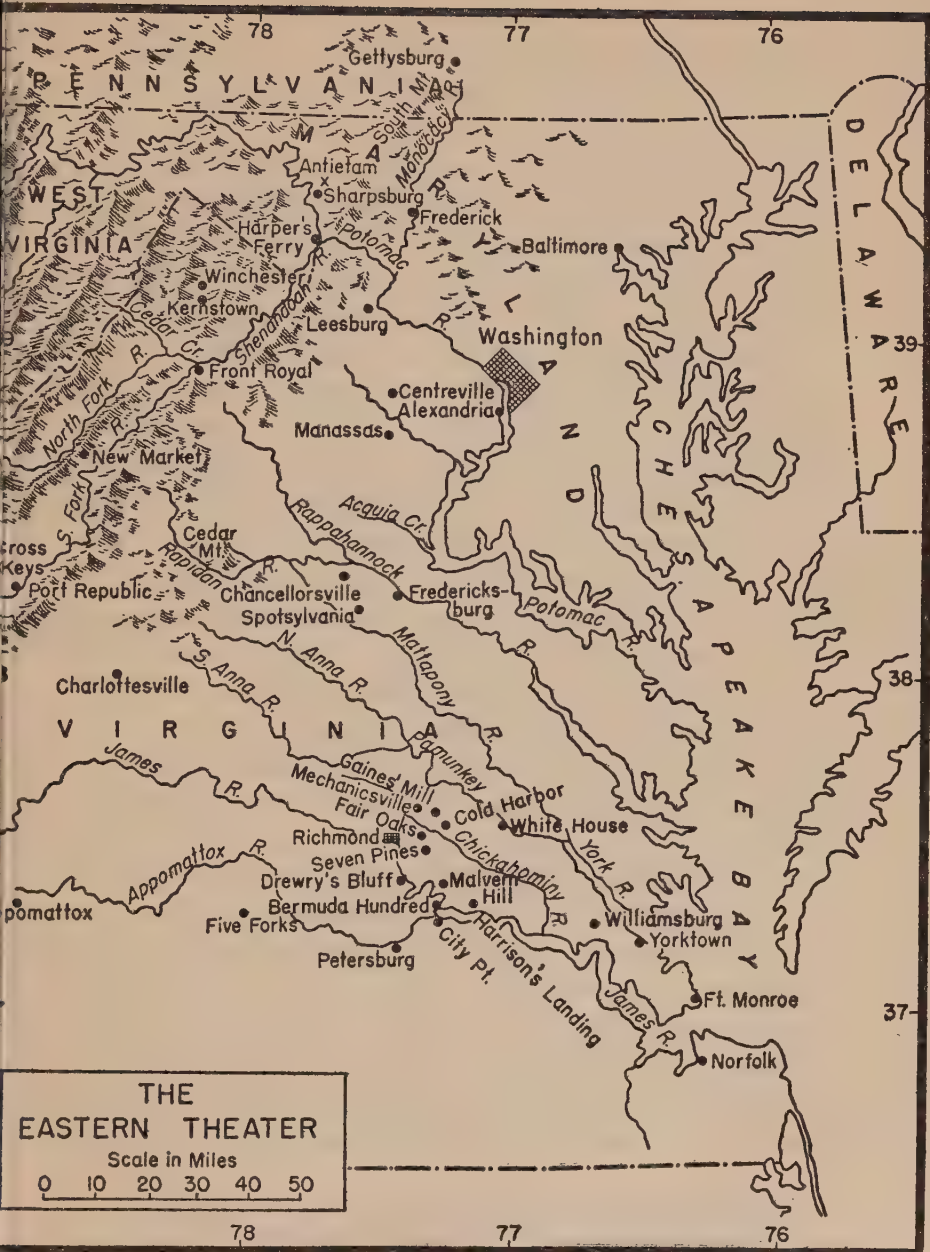 78
77
76
Gettysburg
PENNSYLVANIA
South Mt.
Monocacy R.
MARYLAND
DELAWARE
Antietam
Sharpsburg
WEST
VIRGINIA
Harper's
Ferry
Potomac
R.
Frederick
Baltimore
Winchester
Kernstown
Cedar Cr.
Shenandoah
R.
Leesburg
Washington
39
Front Royal
North Fork
R.
Centreville
Alexandria
Manassas
New Market
S. Fork
R.
CHESAPEAKE BAY
Acquia Cr.
Rappahannock
R.
Cedar
Mt.
Rapidan
R.
Cross
Keys
Port Republic
Chancellorsville
Spotsylvania
Fredericks-
burg
Potomac
R.
N. Anna R.
S. Anna R.
Mattapony
R.
Charlottesville
38
VIRGINIA
James
R.
Pamunkey
Gaines' Mill
Mechanicsville
Fair Oaks
Cold Harbor
White House
Richmond
Seven Pines
Chickahominy
R.
York R.
Appomattox R.
Drewry's Bluff
Malvern
Hill
Bermuda Hundred
pomattox
Five Forks
Williamsburg
Yorktown
Petersburg
City Pt.
Harrison's Landing
James R.
Ft. Monroe
37
Norfolk
THE
EASTERN THEATER
Scale in Miles
0 10 20 30 40 50
78
77
76